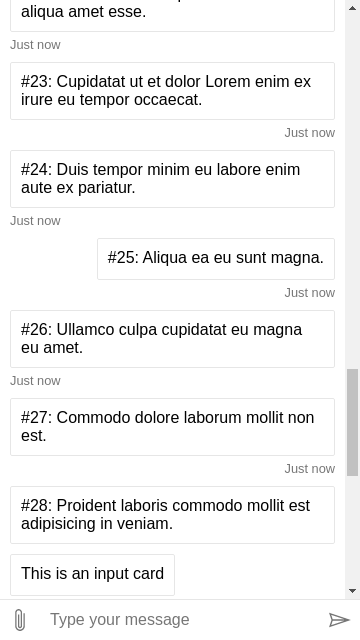 aliqua amet esse.
Just now
#23: Cupidatat ut et dolor Lorem enim ex
irure eu tempor occaecat.
Just now
#24: Duis tempor minim eu labore enim
aute ex pariatur.
Just now
#25: Aliqua ea eu sunt magna.
Just now
#26: Ullamco culpa cupidatat eu magna
eu amet.
Just now
#27: Commodo dolore laborum mollit non
est.
Just now
#28: Proident laboris commodo mollit est
adipisicing in veniam.
This is an input card
Type your message